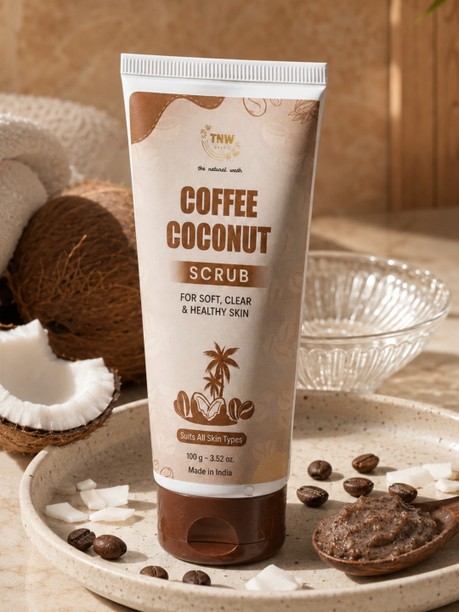 TNW
the natural wash
COFFEE
COCONUT
SCRUB
FOR SOFT, CLEAR
& HEALTHY SKIN
Suits All Skin Types
100 g - 3.52 oz.
Made in India